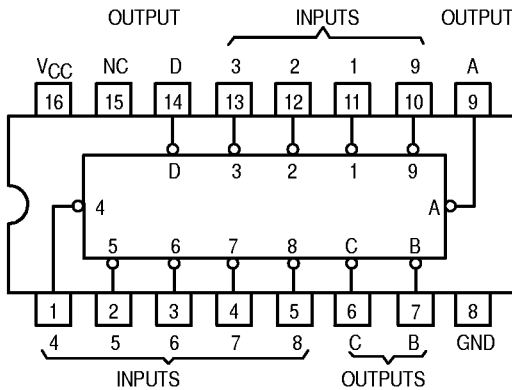 OUTPUT INPUTS OUTPUT
VCC NC D 3 2 1 9 A
16 15 14 13 12 11 10 9
D 3 2 1 9
4 A
5 6 7 8 C B
1 2 3 4 5 6 7 8
4 5 6 7 8 C B GND
INPUTS OUTPUTS